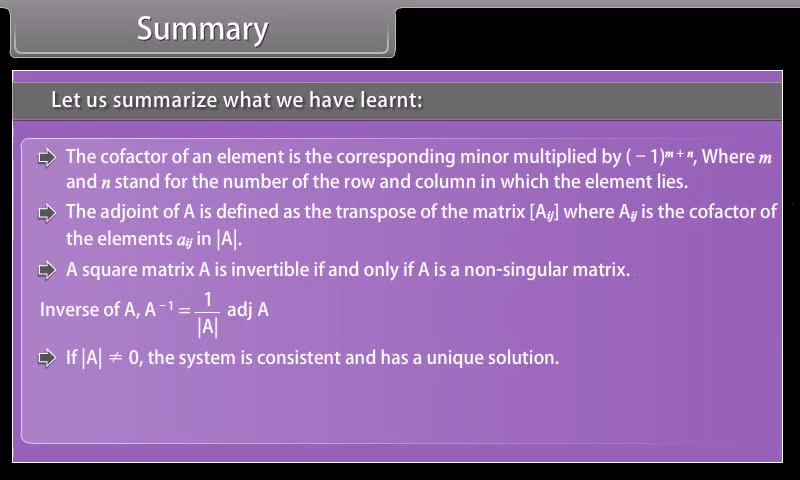 Summary
Let us summarize what we have learnt:
The cofactor of an element is the corresponding minor multiplied by ( − 1)ᵐ ⁺ ⁿ, Where m
and n stand for the number of the row and column in which the element lies.
The adjoint of A is defined as the transpose of the matrix [Aij] where Aij is the cofactor of
the elements aij in |A|.
A square matrix A is invertible if and only if A is a non-singular matrix.
Inverse of A, A⁻¹ = 1/|A| adj A
If |A| ≠ 0, the system is consistent and has a unique solution.